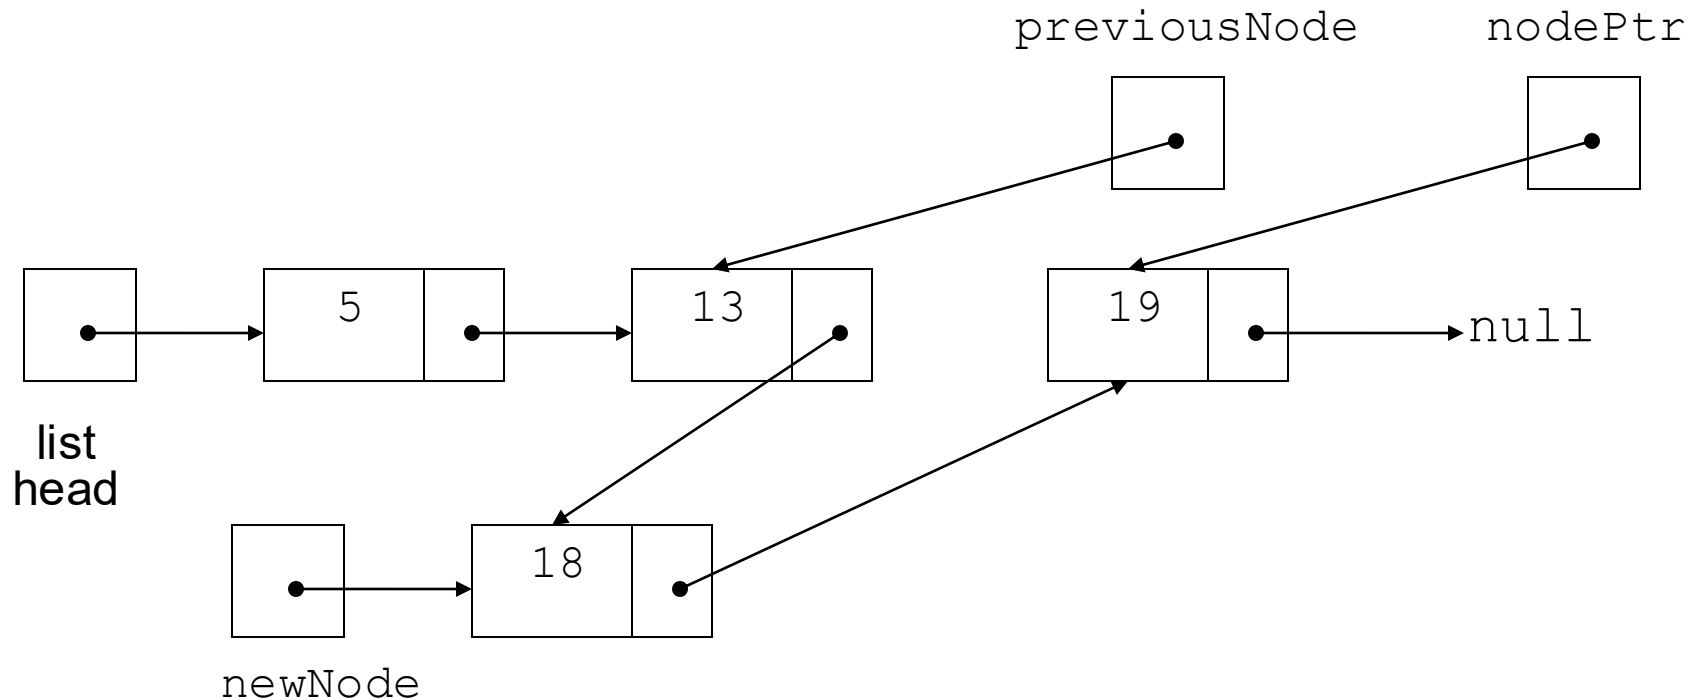 previousNode
nodePtr
5
13
19
null
list
head
18
newNode